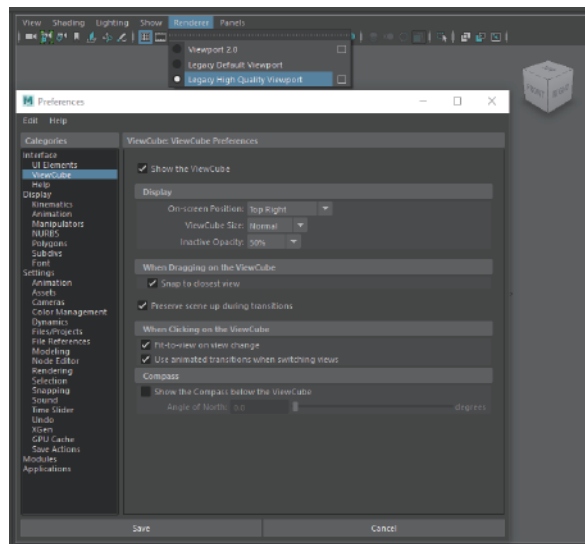 View Shading Lighting Show Renderer Panels
Viewport 2.0
Legacy Default Viewport
Legacy High Quality Viewport
FRONT RIGHT
M Preferences
Edit Help
Categories
Interface
UI Elements
ViewCube
Help
Display
Kinematics
Animation
Manipulators
NURBS
Polygons
Subdivs
Font
Settings
Animation
Assets
Cameras
Color Management
Dynamics
Files/Projects
File References
Modeling
Node Editor
Rendering
Selection
Snapping
Sound
Time Slider
Undo
XGen
GPU Cache
Save Actions
Modules
Applications
ViewCube: ViewCube Preferences
Show the ViewCube
Display
On-screen Position: Top Right
ViewCube Size: Normal
Inactive Opacity: 50%
When Dragging on the ViewCube
Snap to closest view
Preserve scene up during transitions
When Clicking on the ViewCube
Fit-to-view on view change
Use animated transitions when switching views
Compass
Show the Compass below the ViewCube
Angle of North: 0.0 degrees
Save Cancel